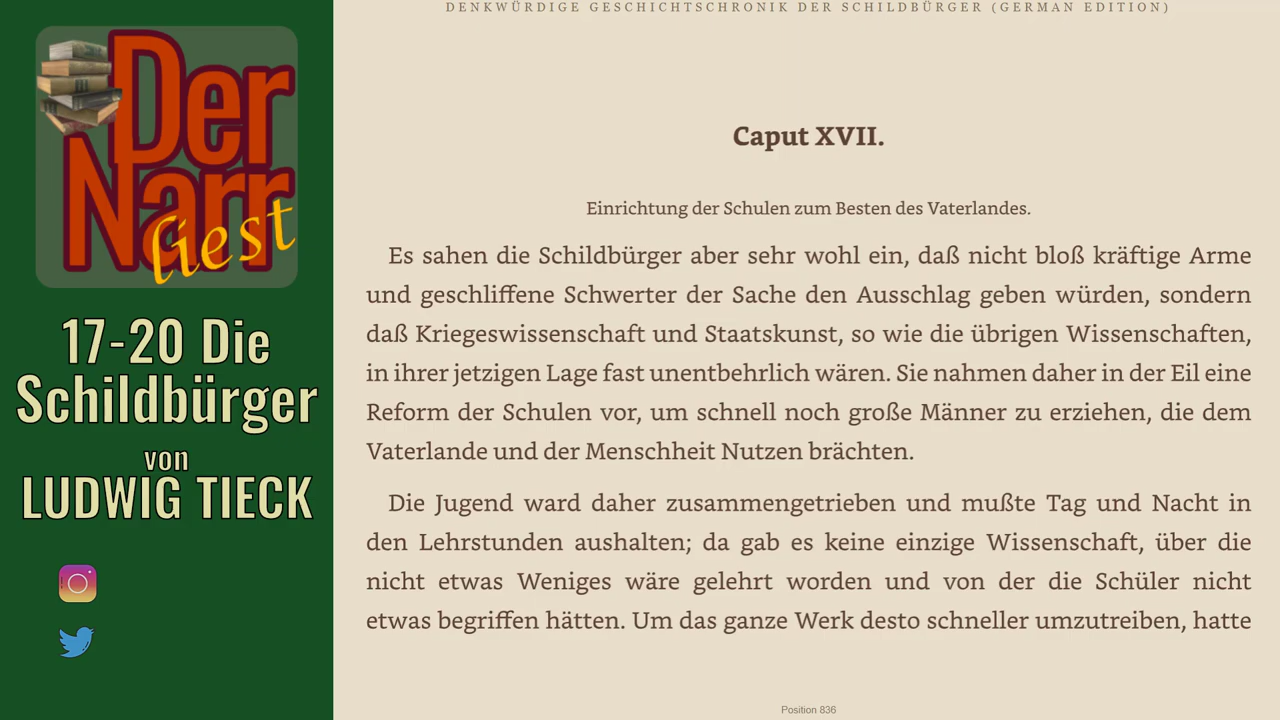 Der
Narr
liest
17-20 Die
Schildbürger
von
LUDWIG TIECK
DENKWÜRDIGE GESCHICHTSCHRONIK DER SCHILDBÜRGER (GERMAN EDITION)
Caput XVII.
Einrichtung der Schulen zum Besten des Vaterlandes.
Es sahen die Schildbürger aber sehr wohl ein, daß nicht bloß kräftige Arme
und geschliffene Schwerter der Sache den Ausschlag geben würden, sondern
daß Kriegeswissenschaft und Staatskunst, so wie die übrigen Wissenschaften,
in ihrer jetzigen Lage fast unentbehrlich wären. Sie nahmen daher in der Eil eine
Reform der Schulen vor, um schnell noch große Männer zu erziehen, die dem
Vaterlande und der Menschheit Nutzen brächten.
Die Jugend ward daher zusammengetrieben und mußte Tag und Nacht in
den Lehrstunden aushalten; da gab es keine einzige Wissenschaft, über die
nicht etwas Weniges wäre gelehrt worden und von der die Schüler nicht
etwas begriffen hätten. Um das ganze Werk desto schneller umzutreiben, hatte
Position 836